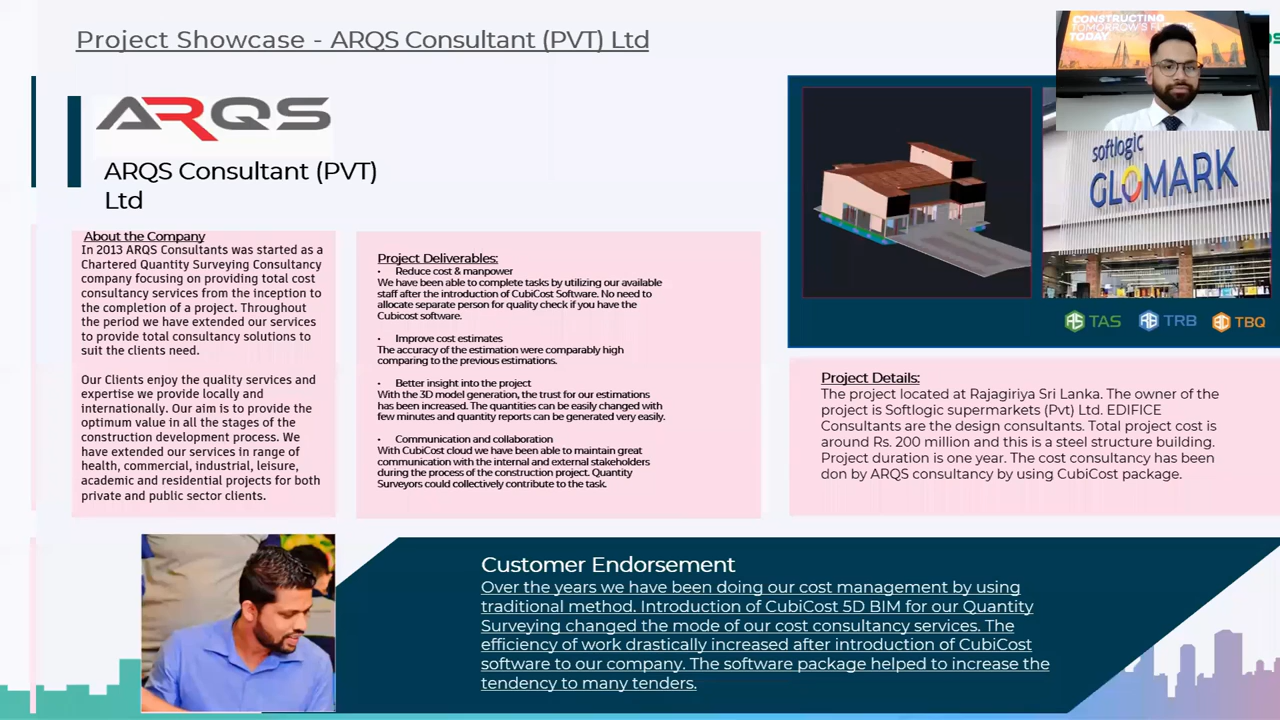 Project Showcase - ARQS Consultant (PVT) Ltd
CONSTRUCTING
TOMORROW'S FUTURE,
TODAY.
ARQS
ARQS Consultant (PVT)
Ltd
About the Company
In 2013 ARQS Consultants was started as a
Chartered Quantity Surveying Consultancy
company focusing on providing total cost
consultancy services from the inception to
the completion of a project. Throughout
the period we have extended our services
to provide total consultancy solutions to
suit the clients need.
Our Clients enjoy the quality services and
expertise we provide locally and
internationally. Our aim is to provide the
optimum value in all the stages of the
construction development process. We
have extended our services in range of
health, commercial, industrial, leisure,
academic and residential projects for both
private and public sector clients.
Project Deliverables:
• Reduce cost & manpower
We have been able to complete tasks by utilizing our available
staff after the introduction of CubiCost Software. No need to
allocate separate person for quality check if you have the
Cubicost software.
• Improve cost estimates
The accuracy of the estimation were comparably high
comparing to the previous estimations.
• Better insight into the project
With the 3D model generation, the trust for our estimations
has been increased. The quantities can be easily changed with
few minutes and quantity reports can be generated very easily.
• Communication and collaboration
With CubiCost cloud we have been able to maintain great
communication with the internal and external stakeholders
during the process of the construction project. Quantity
Surveyors could collectively contribute to the task.
softlogic
GLOMARK
TAS TRB TBQ
Project Details:
The project located at Rajagiriya Sri Lanka. The owner of the
project is Softlogic supermarkets (Pvt) Ltd. EDIFICE
Consultants are the design consultants. Total project cost is
around Rs. 200 million and this is a steel structure building.
Project duration is one year. The cost consultancy has been
don by ARQS consultancy by using CubiCost package.
Customer Endorsement
Over the years we have been doing our cost management by using
traditional method. Introduction of CubiCost 5D BIM for our Quantity
Surveying changed the mode of our cost consultancy services. The
efficiency of work drastically increased after introduction of CubiCost
software to our company. The software package helped to increase the
tendency to many tenders.